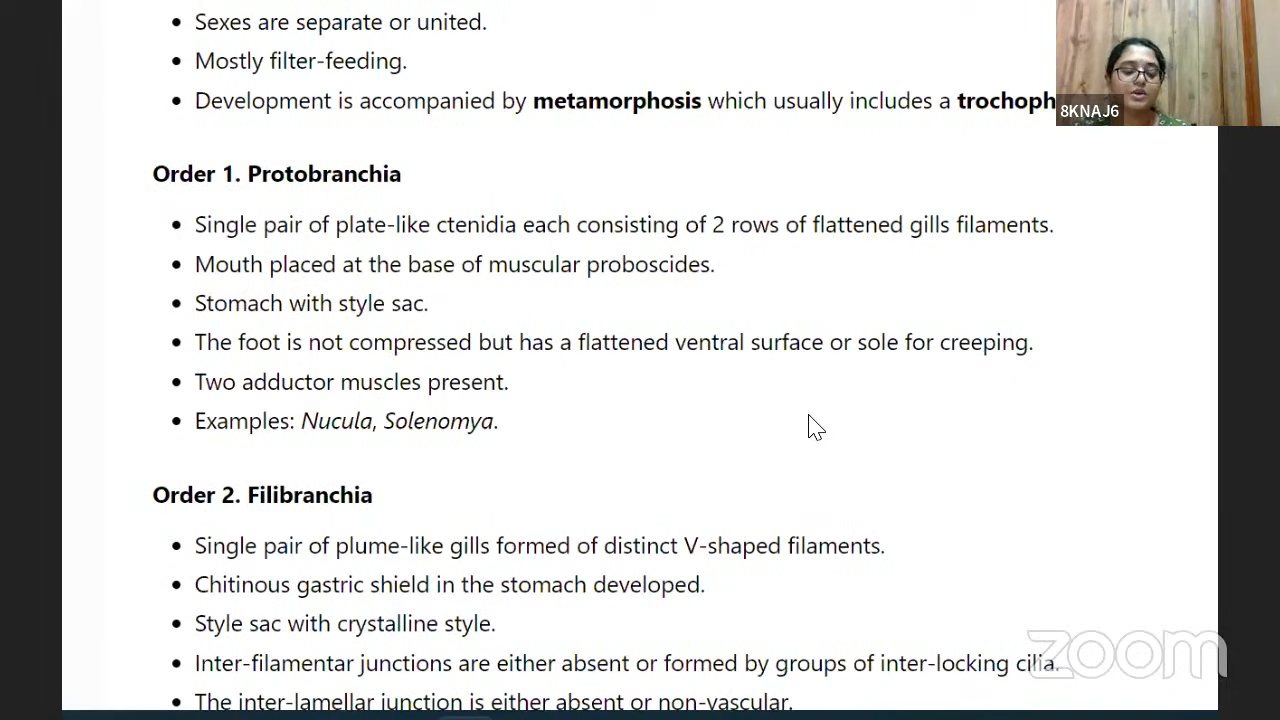 • Sexes are separate or united.
• Mostly filter-feeding.
• Development is accompanied by metamorphosis which usually includes a trochoph
8KNAJ6
Order 1. Protobranchia
• Single pair of plate-like ctenidia each consisting of 2 rows of flattened gills filaments.
• Mouth placed at the base of muscular proboscides.
• Stomach with style sac.
• The foot is not compressed but has a flattened ventral surface or sole for creeping.
• Two adductor muscles present.
• Examples: Nucula, Solenomya.
Order 2. Filibranchia
• Single pair of plume-like gills formed of distinct V-shaped filaments.
• Chitinous gastric shield in the stomach developed.
• Style sac with crystalline style.
• Inter-filamentar junctions are either absent or formed by groups of inter-locking cilia.
zoom
• The inter-lamellar junction is either absent or non-vascular.